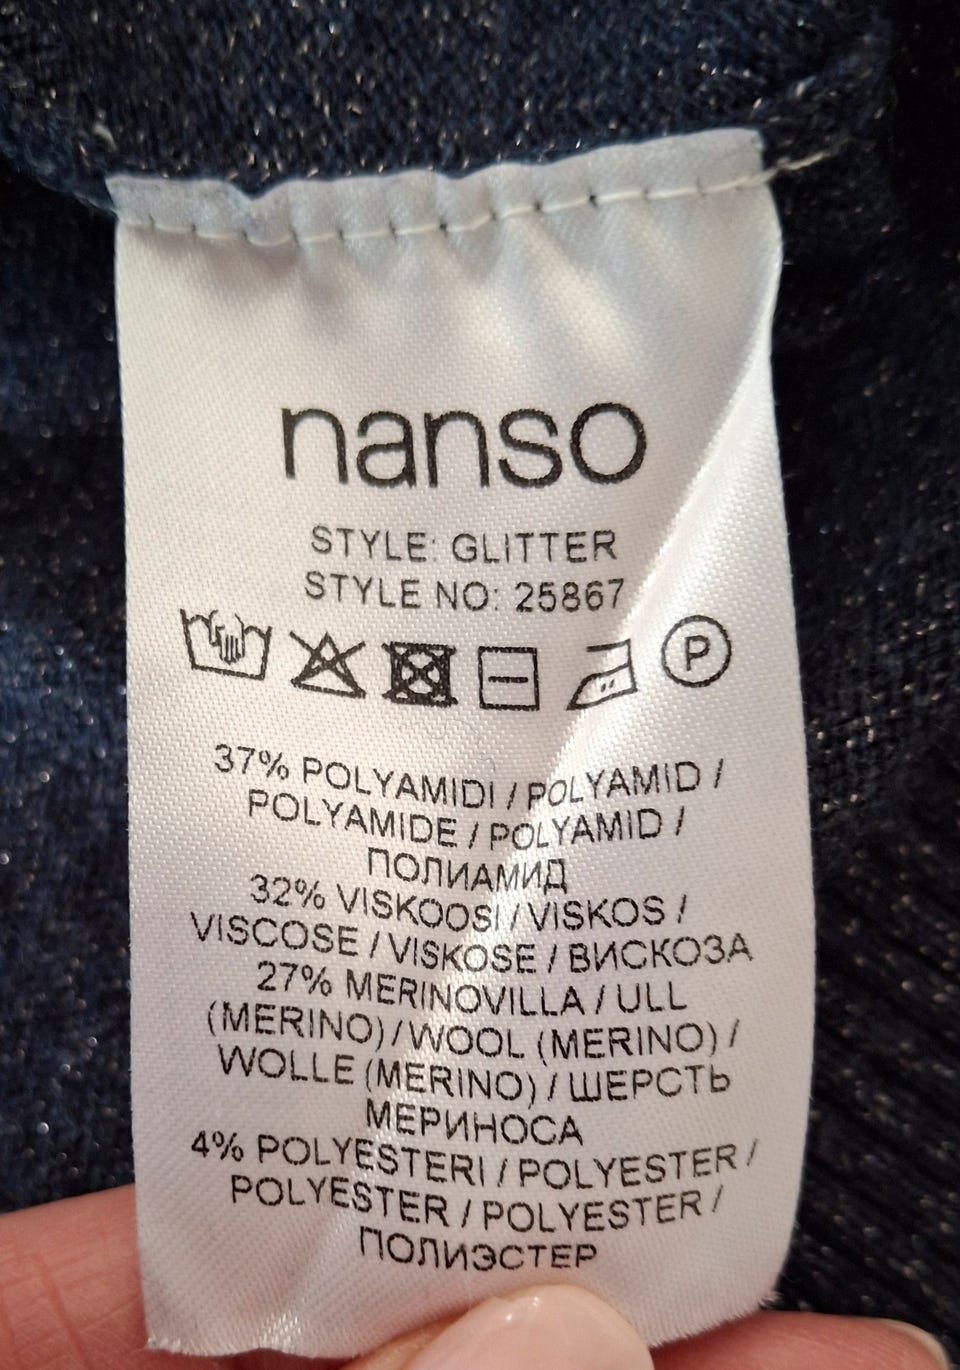 nanso
STYLE: GLITTER
STYLE NO: 25867
P
37% POLYAMIDI / POLYAMID /
POLYAMIDE / POLYAMID /
ПОЛИАМИД
32% VISKOOSI / VISKOS /
VISCOSE / VISKOSE / ВИСКОЗА
27% MERINOVILLA / ULL
(MERINO) / WOOL (MERINO) /
WOLLE (MERINO) / ШЕРСТЬ
МЕРИНОСА
4% POLYESTERI / POLYESTER /
POLYESTER / POLYESTER /
ПОЛИЭСТЕР